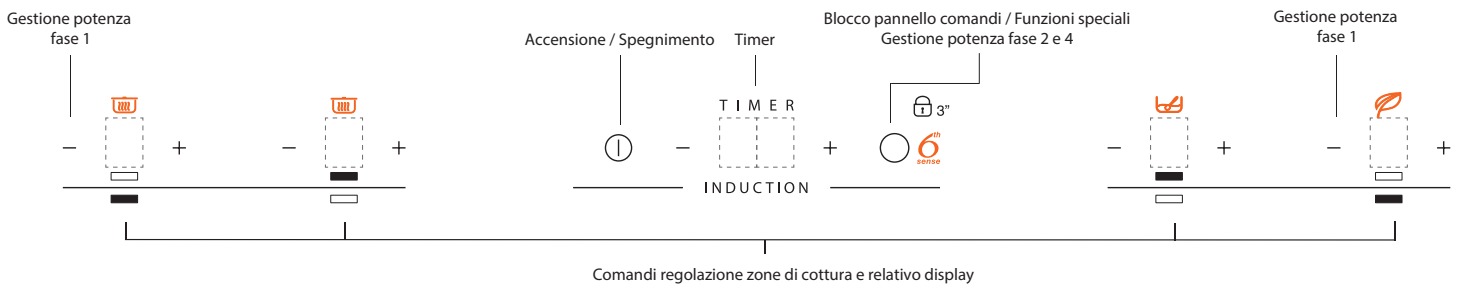 Gestione potenza
fase 1
Accensione / Spegnimento
Timer
Blocco pannello comandi / Funzioni speciali
Gestione potenza fase 2 e 4
Gestione potenza
fase 1
TIMER
3”
- + - + - + 6th sense - + - +
INDUCTION
Comandi regolazione zone di cottura e relativo display